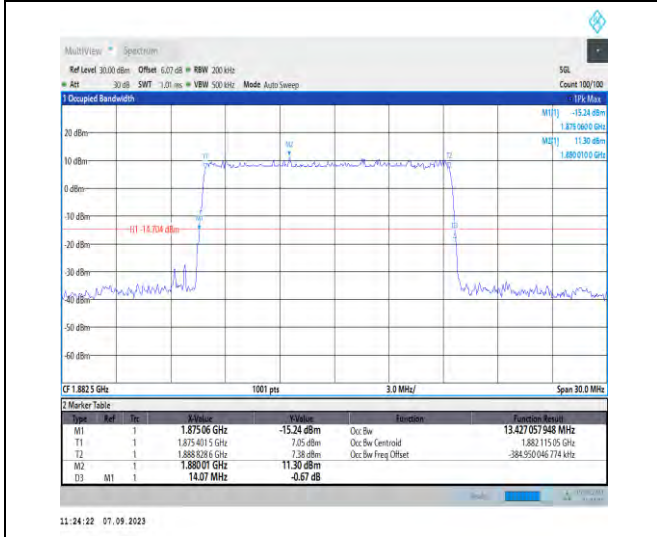 MultiView Spectrum
Ref Level 30.00 dBm Offset 6.07 dB RBW 200 kHz SGL
Att 30 dB SWT 1.01 ms VBW 500 kHz Mode Auto Sweep Count 100/100
1 Occupied Bandwidth 1Pk Max
M1[1] -15.24 dBm
1.875 060 0 GHz
20 dBm M2[1] 11.30 dBm
1.880 010 0 GHz
M2
T1 T2
10 dBm
0 dBm
-10 dBm
M1 D3
H1 -14.704 dBm
-20 dBm
-30 dBm
-40 dBm
-50 dBm
-60 dBm
CF 1.882 5 GHz 1001 pts 3.0 MHz/ Span 30.0 MHz
2 Marker Table
Type Ref Trc X-Value Y-Value Function Function Result
M1 1 1.875 06 GHz -15.24 dBm Occ Bw 13.427 057 948 MHz
T1 1 1.875 401 5 GHz 7.05 dBm Occ Bw Centroid 1.882 115 05 GHz
T2 1 1.888 828 6 GHz 7.38 dBm Occ Bw Freq Offset -384.950 046 774 kHz
M2 1 1.880 01 GHz 11.30 dBm
D3 M1 1 14.07 MHz -0.67 dB
11:24:22 07.09.2023